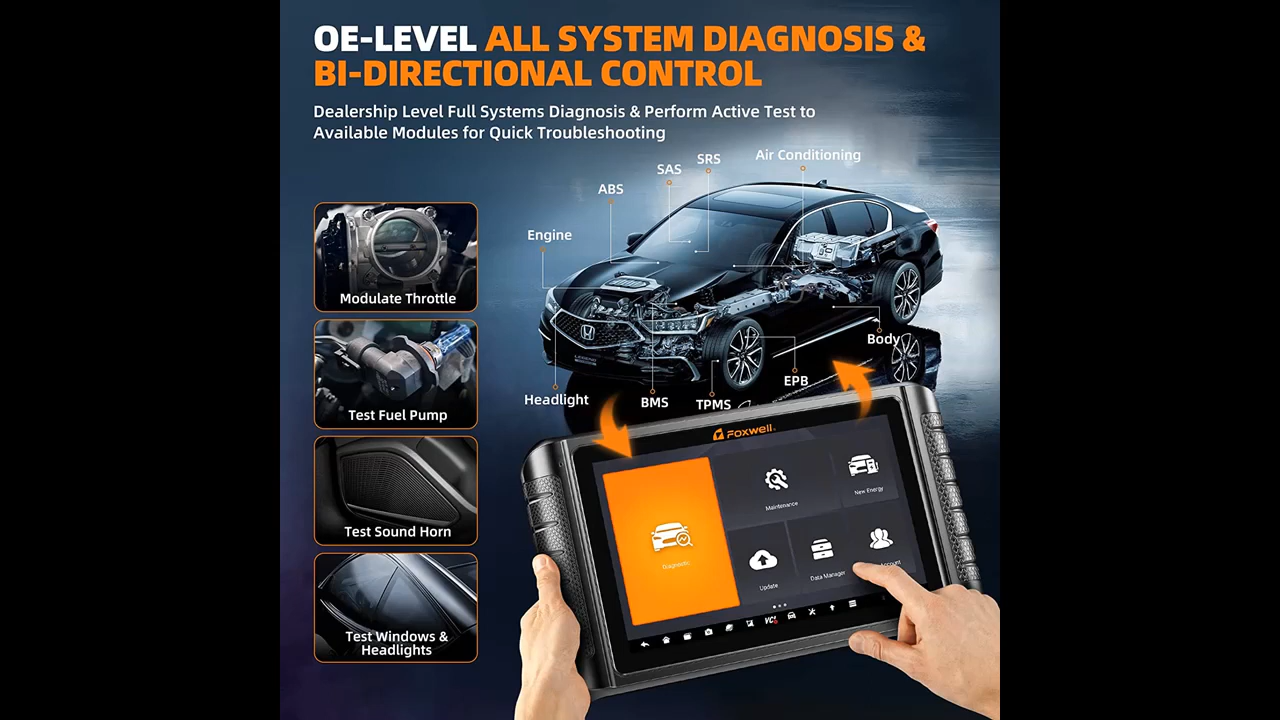 OE-LEVEL ALL SYSTEM DIAGNOSIS &
BI-DIRECTIONAL CONTROL
Dealership Level Full Systems Diagnosis & Perform Active Test to
Available Modules for Quick Troubleshooting
SRS
Air Conditioning
SAS
ABS
Engine
Modulate Throttle
Body
EPB
Headlight
BMS
TPMS
Test Fuel Pump
FOXWELL
Maintenance
New Energy
Diagnostic
Update
Data Manager
Test Sound Horn
Test Windows &
Headlights